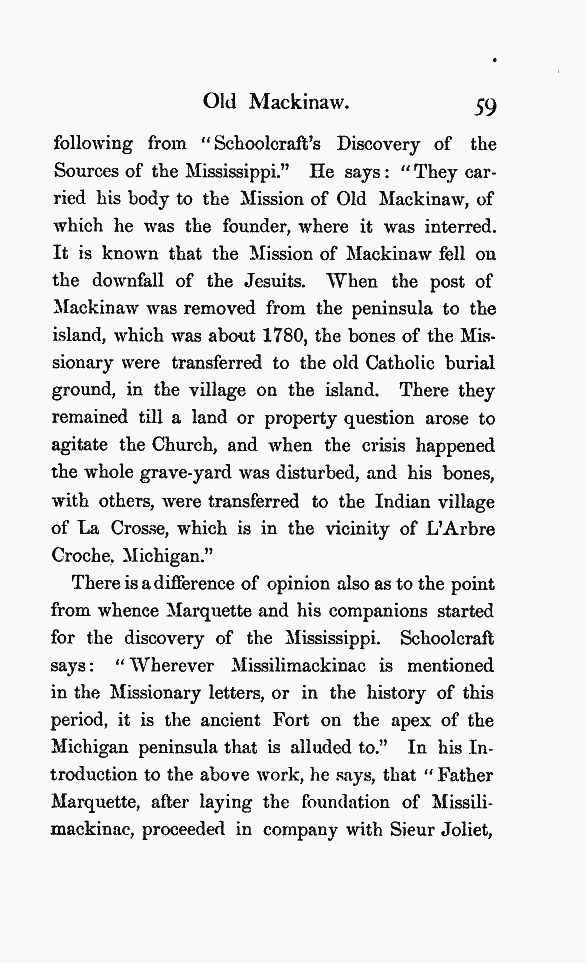 Old Mackinaw. 59
following from "Schoolcraft's Discovery of the
Sources of the Mississippi." He says: "They car-
ried his body to the Mission of Old Mackinaw, of
which he was the founder, where it was interred.
It is known that the Mission of Mackinaw fell on
the downfall of the Jesuits. When the post of
Mackinaw was removed from the peninsula to the
island, which was about 1780, the bones of the Mis-
sionary were transferred to the old Catholic burial
ground, in the village on the island. There they
remained till a land or property question arose to
agitate the Church, and when the crisis happened
the whole grave-yard was disturbed, and his bones,
with others, were transferred to the Indian village
of La Crosse, which is in the vicinity of L'Arbre
Croche, Michigan."
There is a difference of opinion also as to the point
from whence Marquette and his companions started
for the discovery of the Mississippi. Schoolcraft
says: "Wherever Missilimackinac is mentioned
in the Missionary letters, or in the history of this
period, it is the ancient Fort on the apex of the
Michigan peninsula that is alluded to." In his In-
troduction to the above work, he says, that "Father
Marquette, after laying the foundation of Missili-
mackinac, proceeded in company with Sieur Joliet,